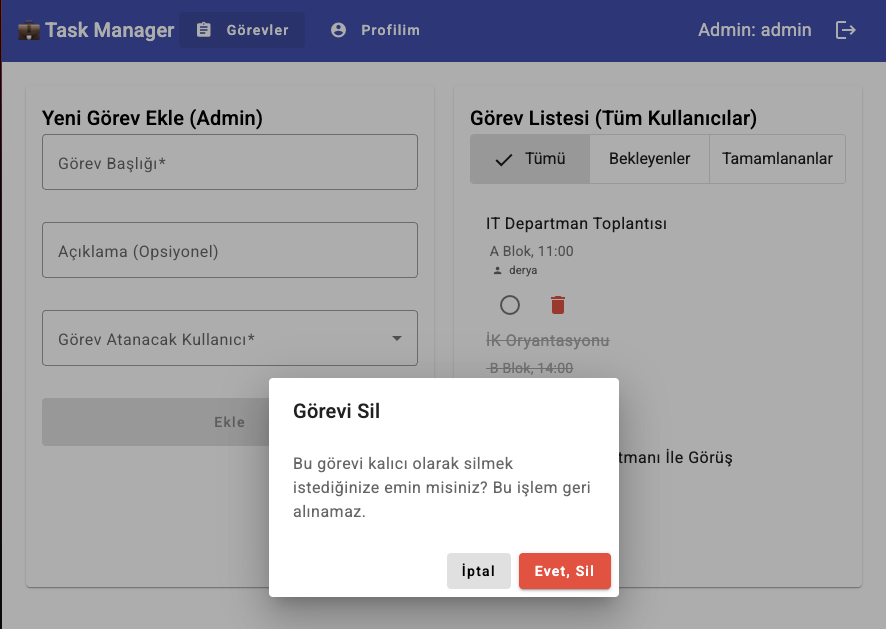 Task Manager
Görevler
Profilim
Admin: admin
Yeni Görev Ekle (Admin)
Görev Başlığı*
Açıklama (Opsiyonel)
Görev Atanacak Kullanıcı*
Ekle
Görev Listesi (Tüm Kullanıcılar)
Tümü
Bekleyenler
Tamamlananlar
IT Departman Toplantısı
A Blok, 11:00
derya
İK Oryantasyonu
B Blok, 14:00
İle Görüş
Görevi Sil
Bu görevi kalıcı olarak silmek
istediğinize emin misiniz? Bu işlem geri
alınamaz.
İptal
Evet, Sil